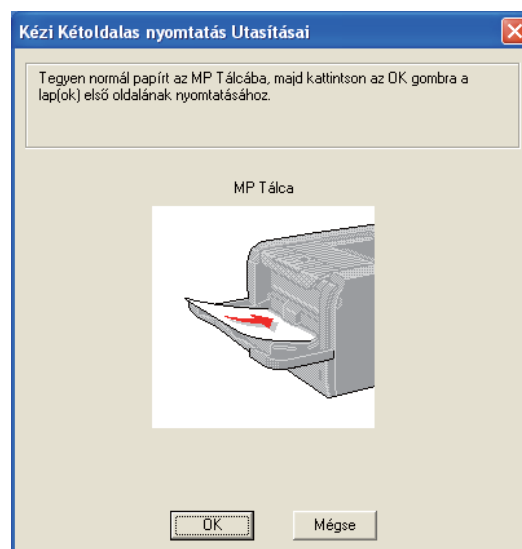 Kézi Kétoldalas nyomtatás Utasításai
Tegyen normál papírt az MP Tálcába, majd kattintson az OK gombra a
lap(ok) első oldalának nyomtatásához.
MP Tálca
OK
Mégse